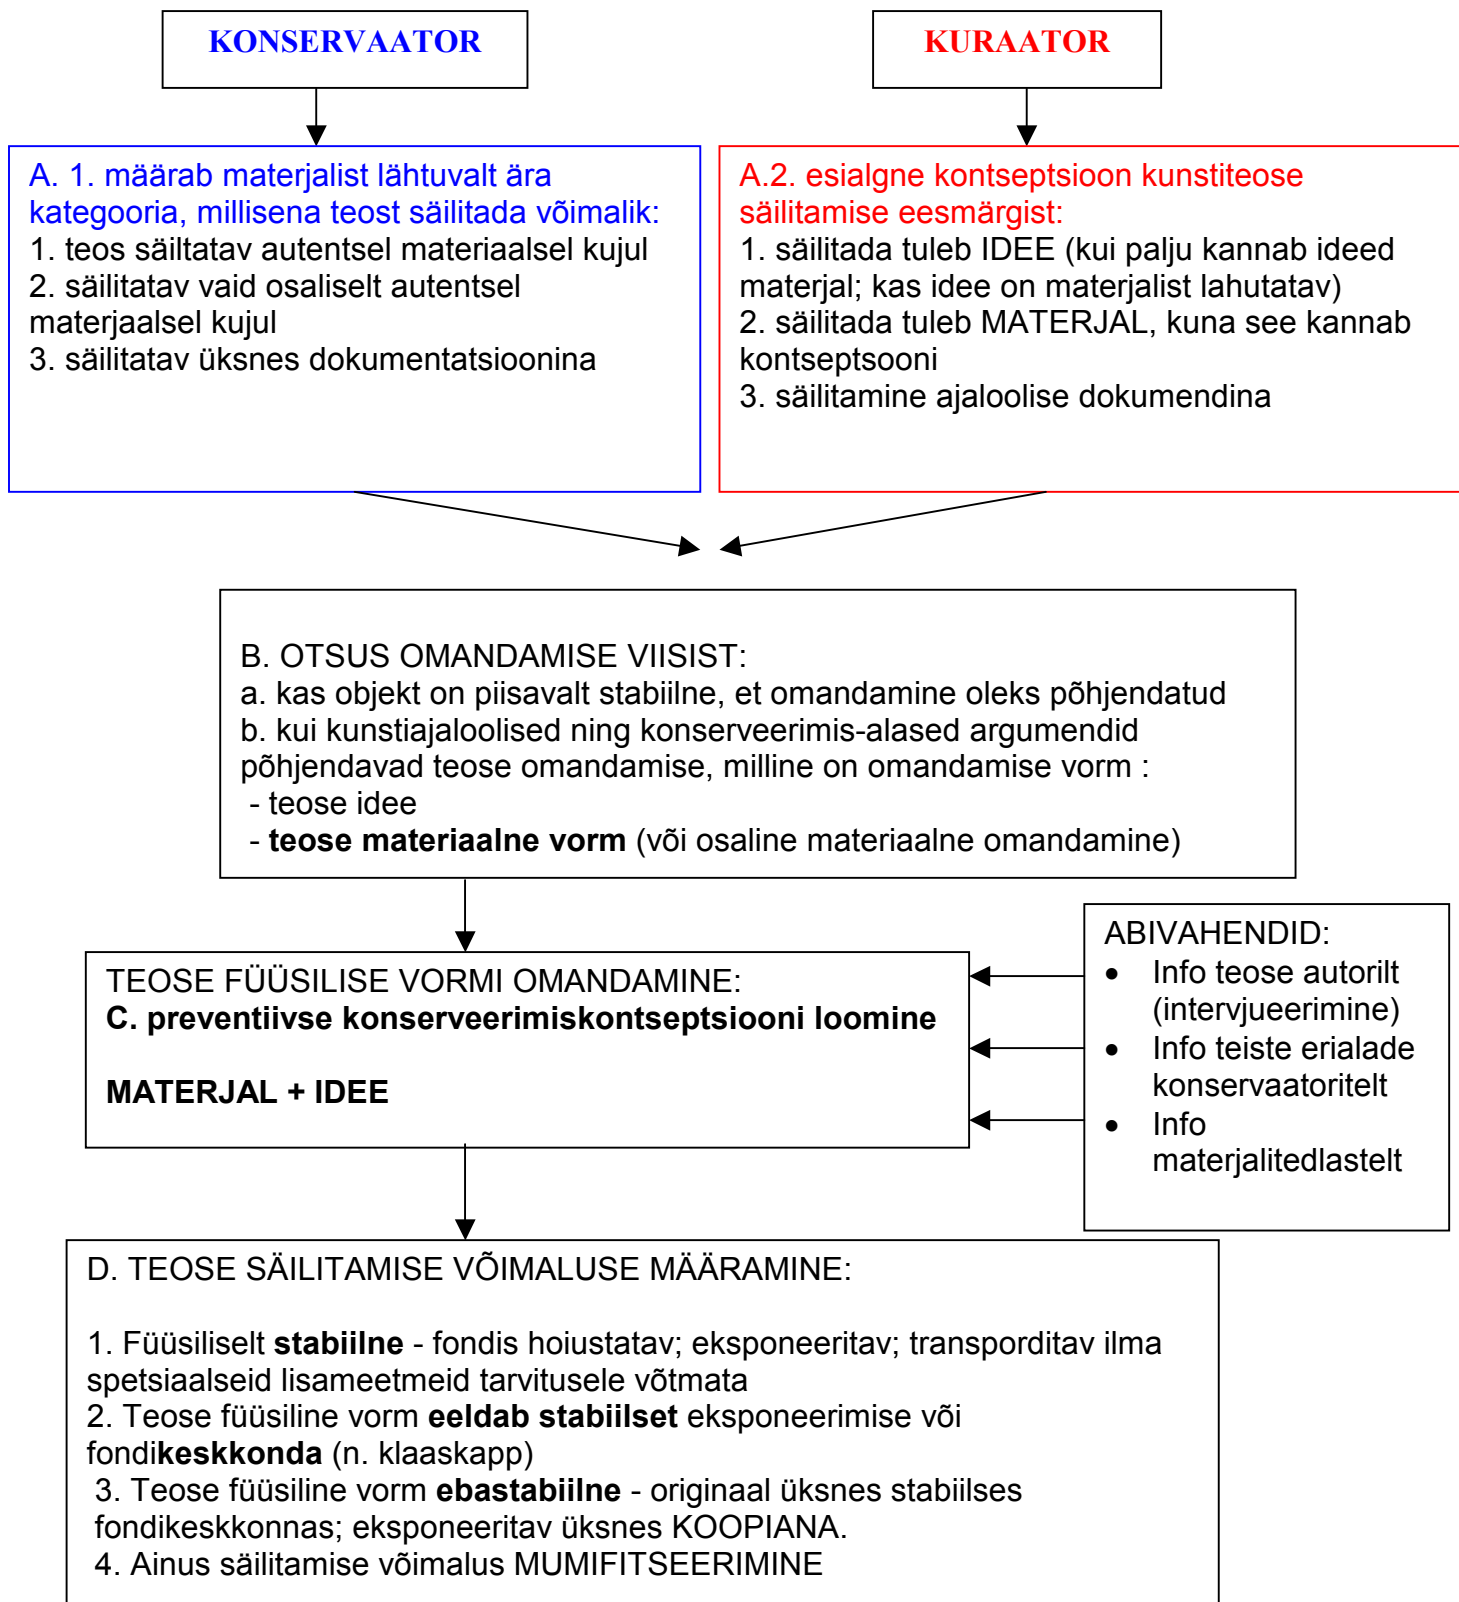 KONSERVAATOR
KURAATOR
A. 1. määrab materjalist lähtuvalt ära
kategooria, millisena teost säilitada võimalik:
1. teos säiltatav autentsel materiaalsel kujul
2. säilitatav vaid osaliselt autentsel
materjaalsel kujul
3. säilitatav üksnes dokumentatsioonina
A.2. esialgne kontseptsioon kunstiteose
säilitamise eesmärgist:
1. säilitada tuleb IDEE (kui palju kannab ideed
materjal; kas idee on materjalist lahutatav)
2. säilitada tuleb MATERJAL, kuna see kannab
kontseptsooni
3. säilitamine ajaloolise dokumendina
B. OTSUS OMANDAMISE VIISIST:
a. kas objekt on piisavalt stabiilne, et omandamine oleks põhjendatud
b. kui kunstiajaloolised ning konserveerimis-alased argumendid
põhjendavad teose omandamise, milline on omandamise vorm :
- teose idee
- teose materiaalne vorm (või osaline materiaalne omandamine)
TEOSE FÜÜSILISE VORMI OMANDAMINE:
C. preventiivse konserveerimiskontseptsiooni loomine
MATERJAL + IDEE
ABIVAHENDID:
• Info teose autorilt
(intervjueerimine)
• Info teiste erialade
konservaatoritelt
• Info
materjalitedlastelt
D. TEOSE SÄILITAMISE VÕIMALUSE MÄÄRAMINE:
1. Füüsiliselt stabiilne - fondis hoiustatav; eksponeeritav; transporditav ilma
spetsiaalseid lisameetmeid tarvitusele võtmata
2. Teose füüsiline vorm eeldab stabiilset eksponeerimise või
fondikeskkonda (n. klaaskapp)
3. Teose füüsiline vorm ebastabiilne - originaal üksnes stabiilses
fondikeskkonnas; eksponeeritav üksnes KOOPIANA.
4. Ainus säilitamise võimalus MUMIFITSEERIMINE